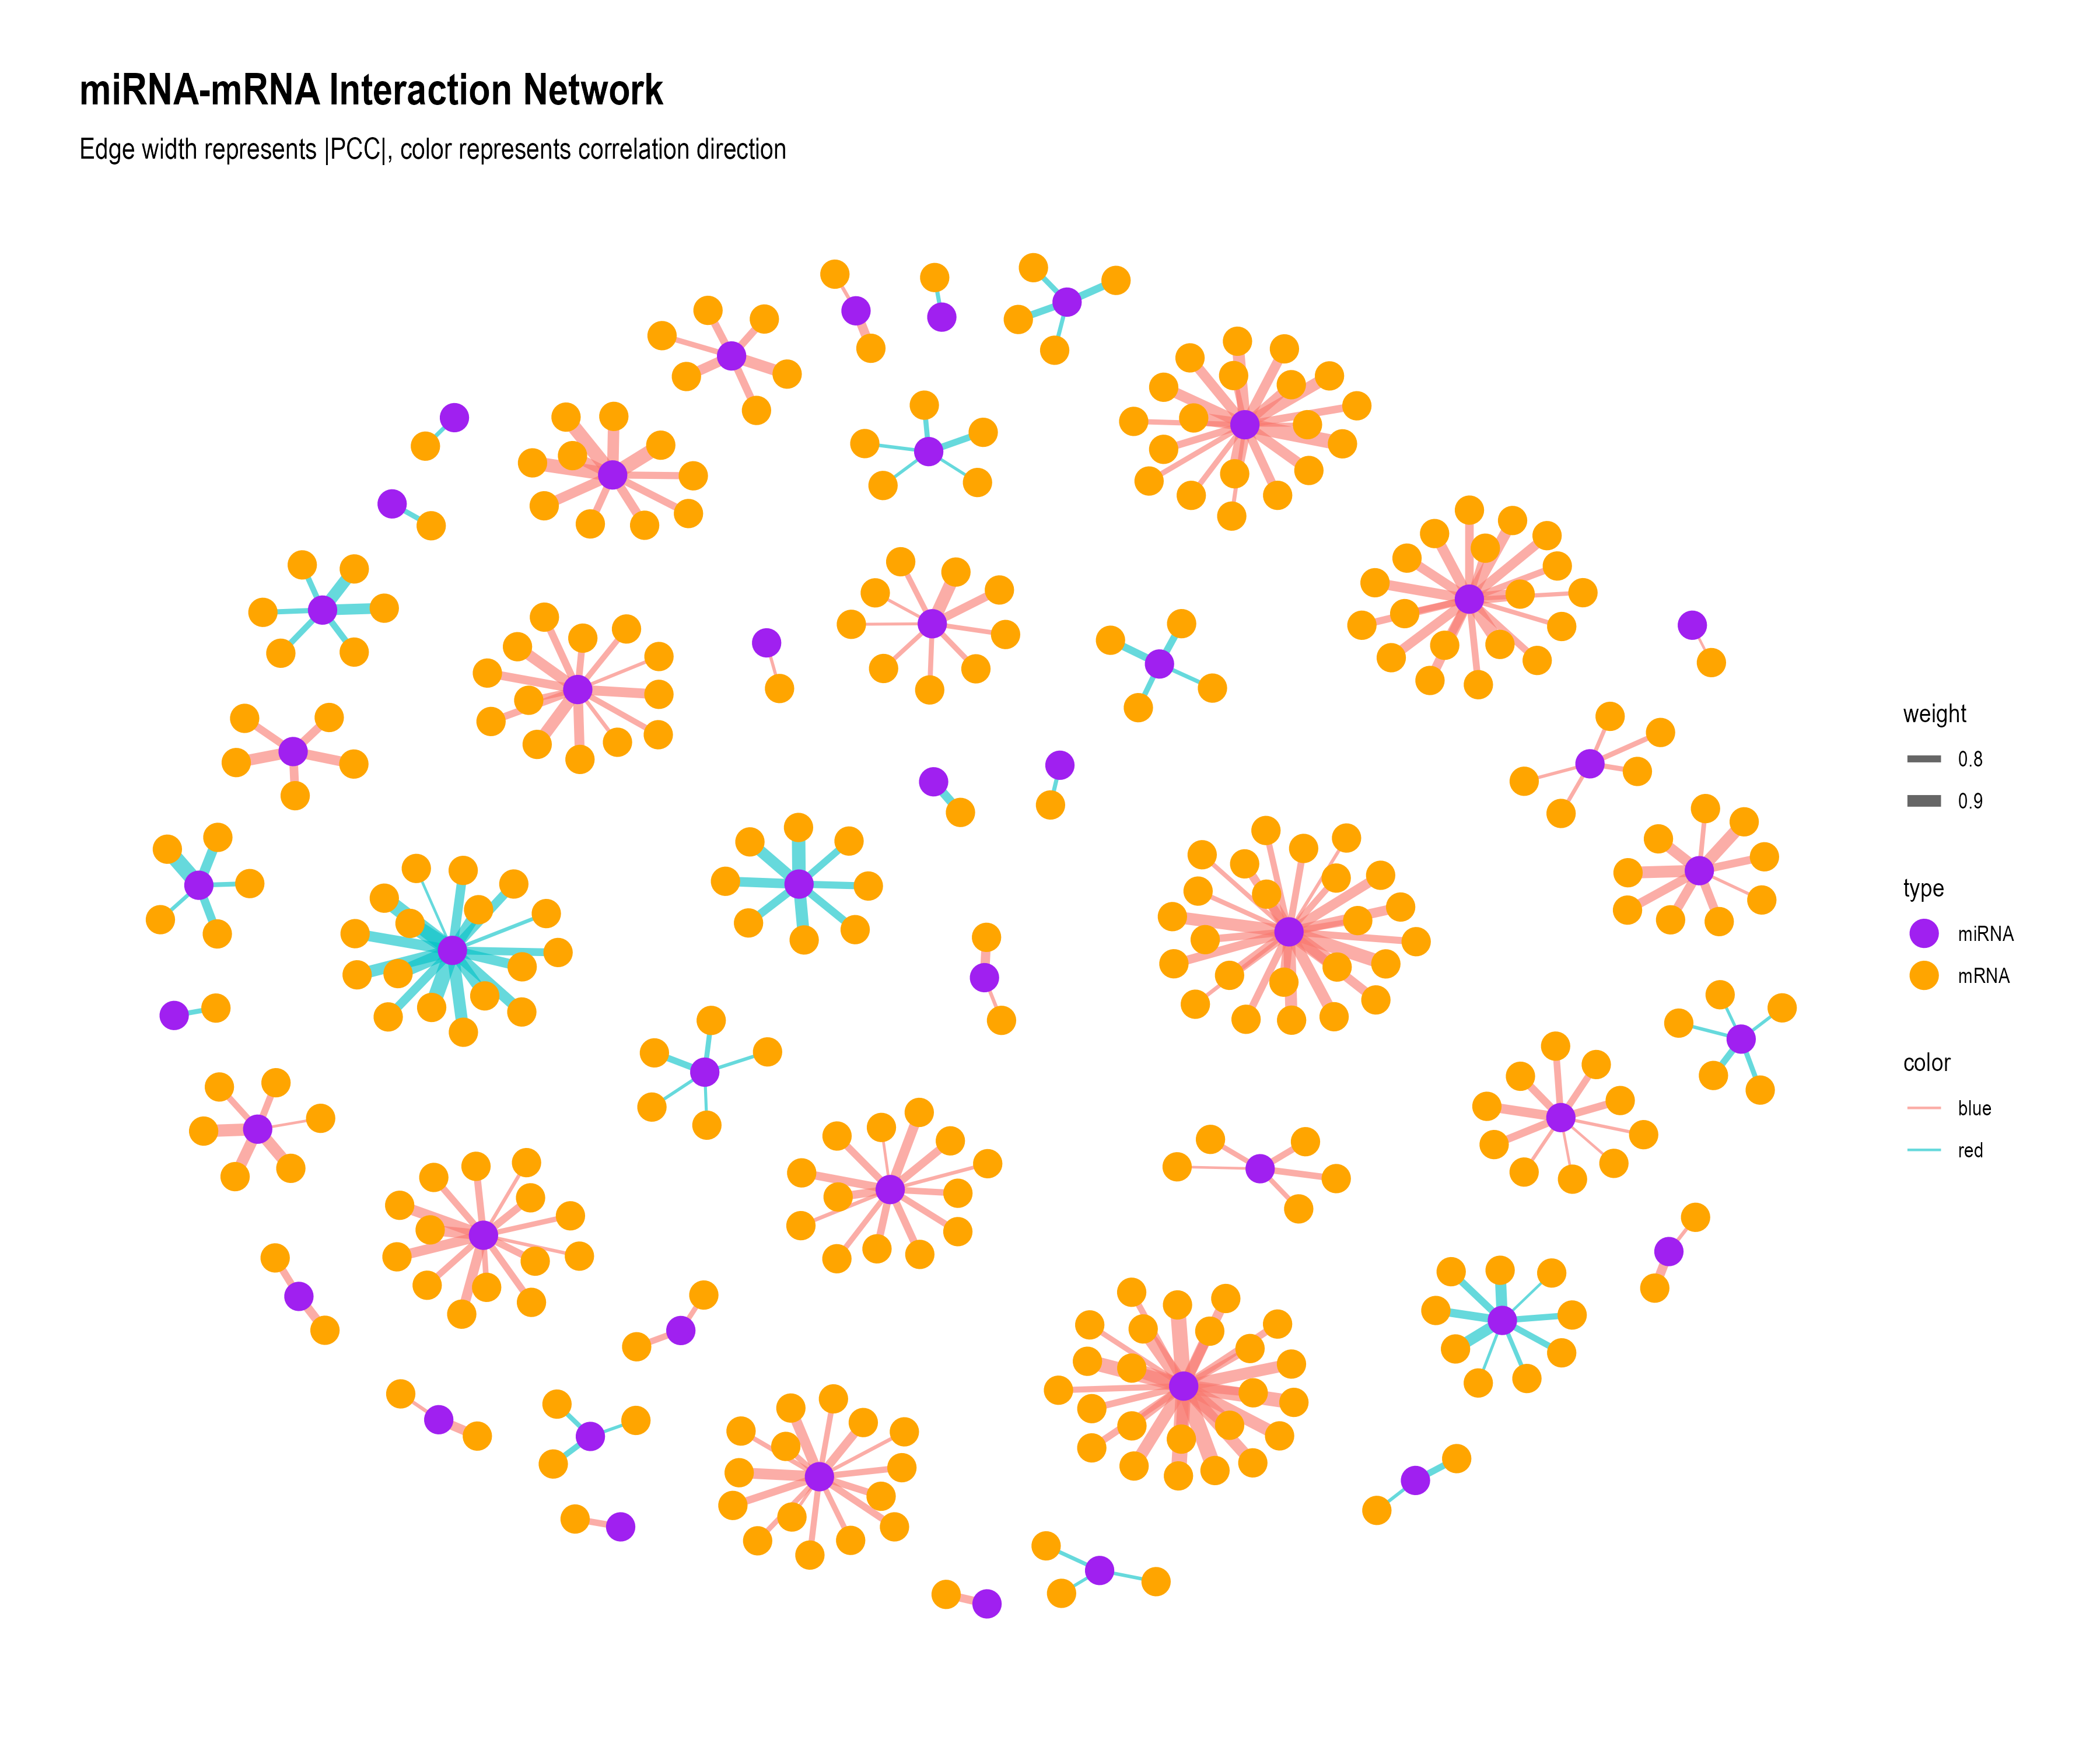 miRNA-mRNA Interaction Network
Edge width represents |PCC|, color represents correlation direction
weight
0.8
0.9
type
miRNA
mRNA
color
blue
red